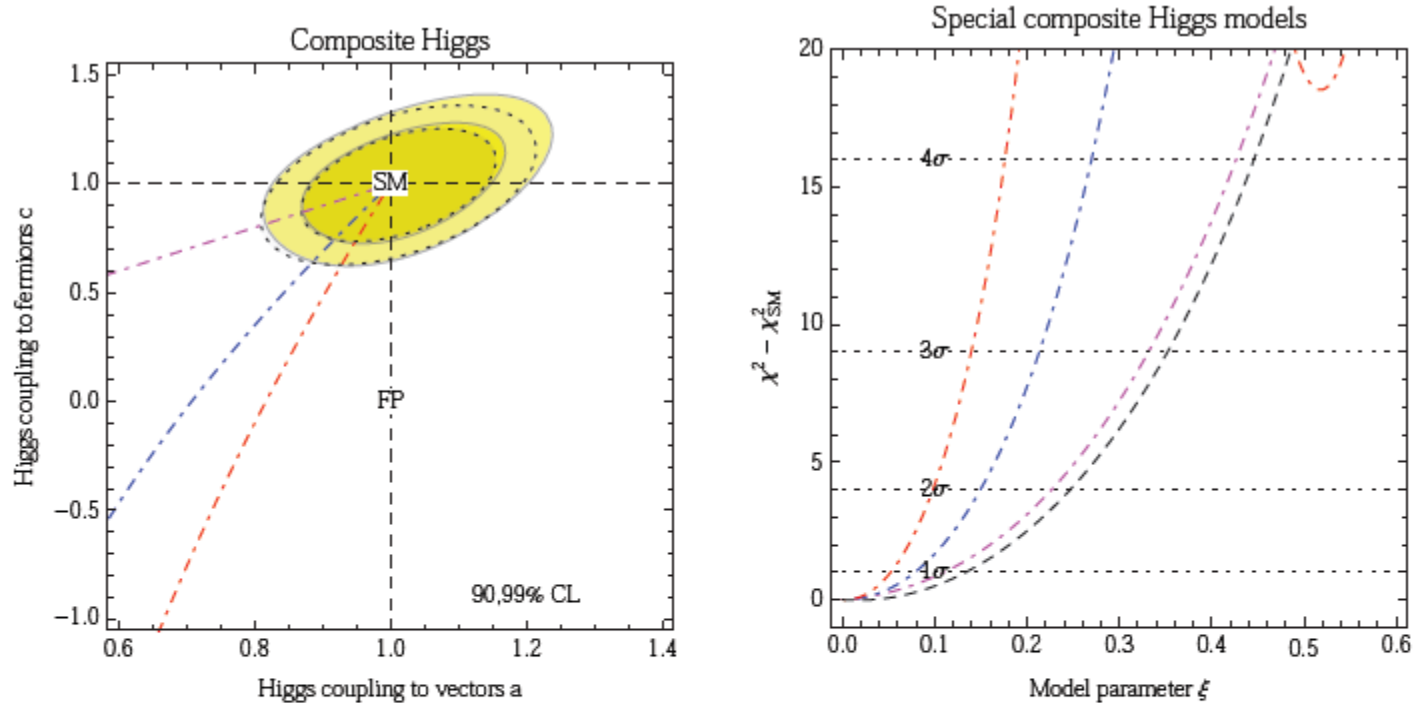 Composite Higgs
1.5
1.0
0.5
0.0
−0.5
−1.0
Higgs coupling to fermions c
SM
FP
90,99% CL
0.6
0.8
1.0
1.2
1.4
Higgs coupling to vectors a
Special composite Higgs models
20
15
10
5
0
χ² − χ²SM
4σ
3σ
2σ
1σ
0.0
0.1
0.2
0.3
0.4
0.5
0.6
Model parameter ξ